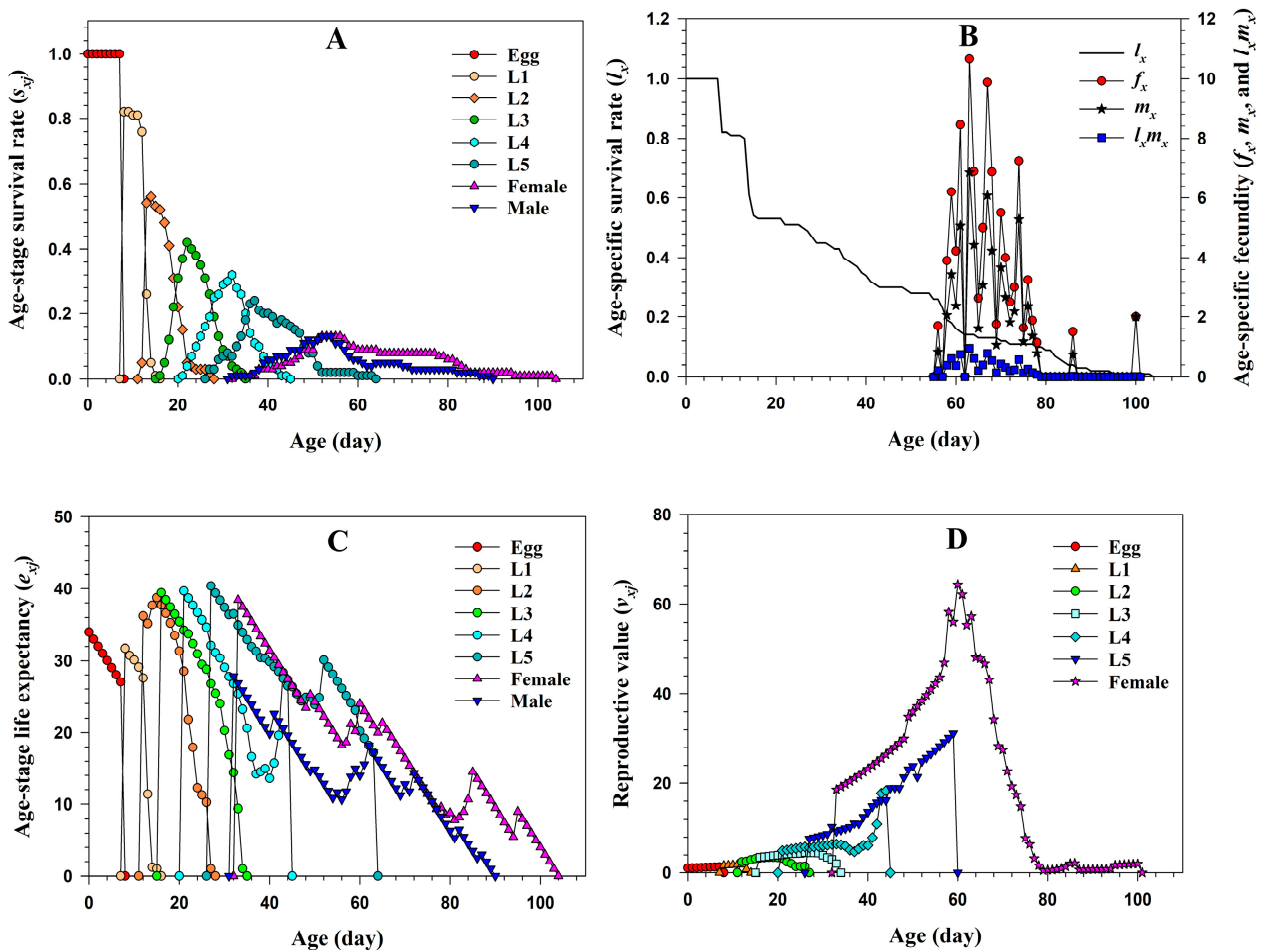 A
Age-stage survival rate (sxj)
1.0
0.8
0.6
0.4
0.2
0.0
0 20 40 60 80 100
Age (day)
Egg
L1
L2
L3
L4
L5
Female
Male
B
Age-specific survival rate (lx)
1.2
1.0
0.8
0.6
0.4
0.2
0.0
0 20 40 60 80 100
Age (day)
lx
fx
mx
lxmx
12
10
8
6
4
2
0
Age-specific fecundity (fx, mx, and lxmx)
C
Age-stage life expectancy (exj)
50
40
30
20
10
0
0 20 40 60 80 100
Age (day)
Egg
L1
L2
L3
L4
L5
Female
Male
D
Reproductive value (vxj)
80
60
40
20
0
0 20 40 60 80 100
Age (day)
Egg
L1
L2
L3
L4
L5
Female